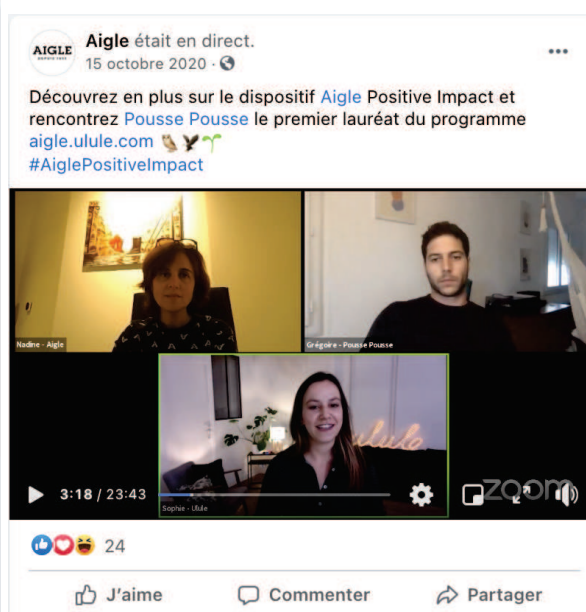 AIGLE
Aigle était en direct.
15 octobre 2020 ·
Découvrez en plus sur le dispositif Aigle Positive Impact et
rencontrez Pousse Pousse le premier lauréat du programme
aigle.ulule.com
#AiglePositiveImpact
Nadine - Aigle
Grégoire - Pousse Pousse
ulule
3:18 / 23:43
zoom
Sophie - Ulule
24
J'aime
Commenter
Partager